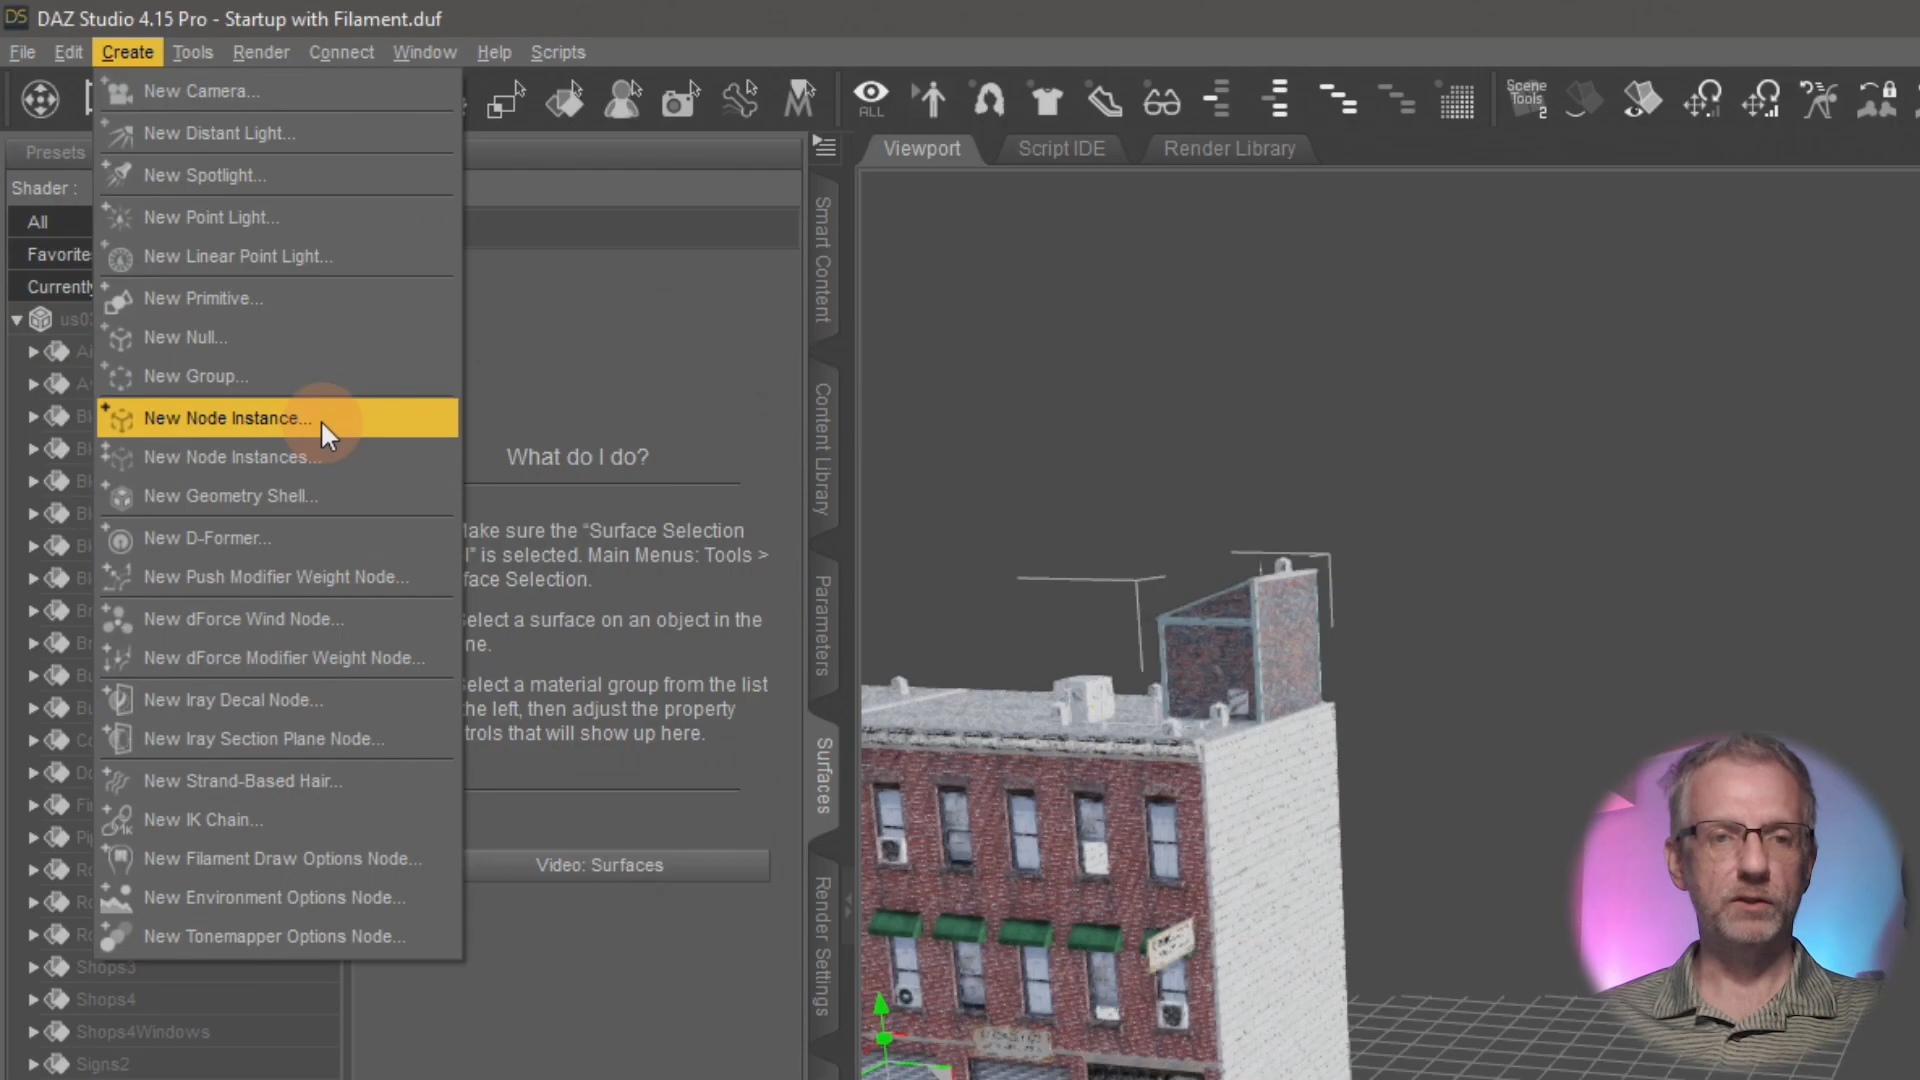 DS DAZ Studio 4.15 Pro - Startup with Filament.duf
File Edit Create Tools Render Connect Window Help Scripts
ALL
Scene
Tools
2
Presets
Shader :
All
Favorite
Currently
New Camera...
New Distant Light...
New Spotlight...
New Point Light...
New Linear Point Light...
New Primitive...
New Null...
New Group...
New Node Instance...
New Node Instances...
New Geometry Shell...
New D-Former...
New Push Modifier Weight Node...
New dForce Wind Node...
New dForce Modifier Weight Node...
New Iray Decal Node...
New Iray Section Plane Node...
New Strand-Based Hair...
New IK Chain...
New Filament Draw Options Node...
New Environment Options Node...
New Tonemapper Options Node...
Shops3
Shops4
Shops4Windows
Signs2
What do I do?
ake sure the “Surface Selection
l” is selected. Main Menus: Tools >
face Selection.
elect a surface on an object in the
ne.
elect a material group from the list
the left, then adjust the property
trols that will show up here.
Video: Surfaces
Smart Content
Content Library
Parameters
Surfaces
Render Settings
Viewport Script IDE Render Library